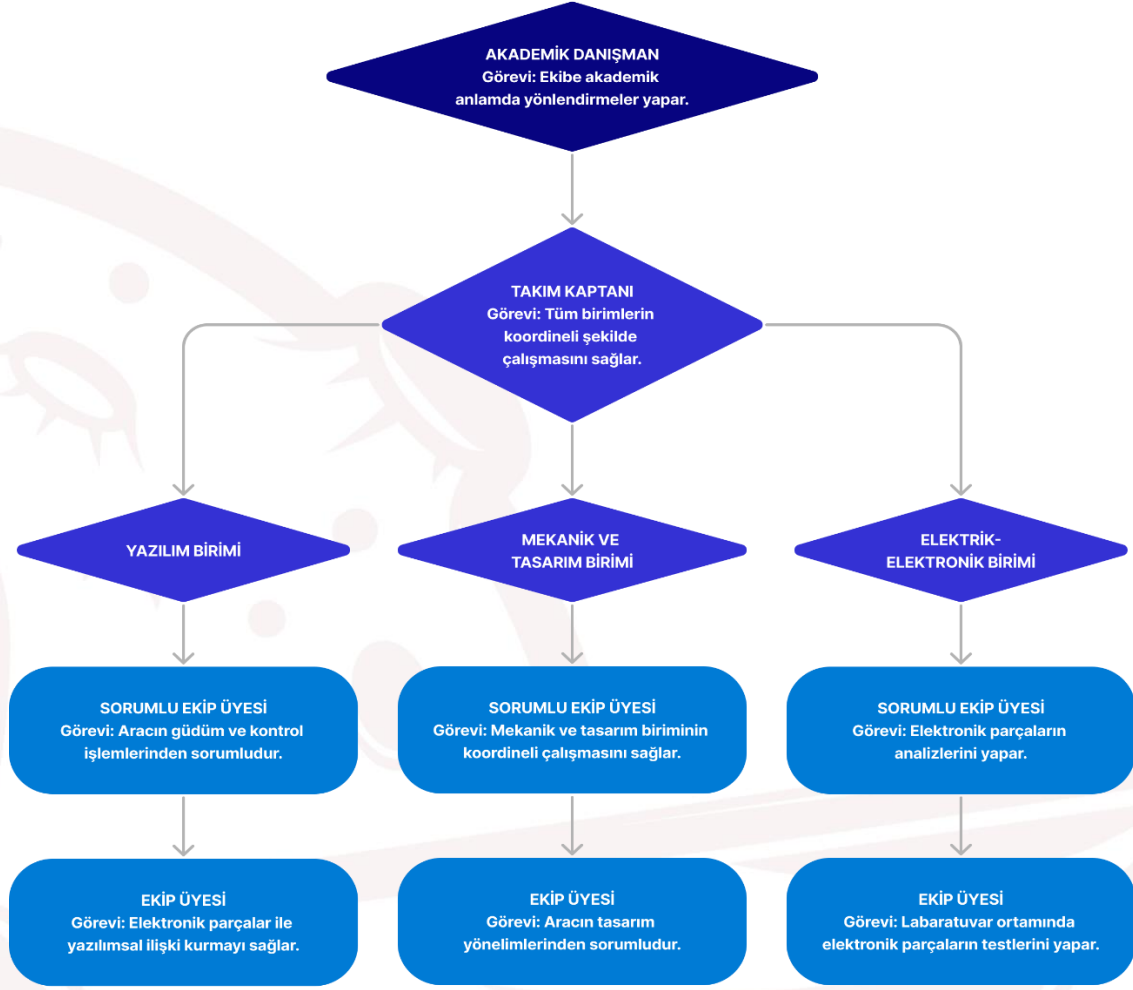 AKADEMİK DANIŞMAN
Görevi: Ekibe akademik
anlamda yönlendirmeler yapar.
TAKIM KAPTANI
Görevi: Tüm birimlerin
koordineli şekilde
çalışmasını sağlar.
YAZILIM BİRİMİ
MEKANİK VE
TASARIM BİRİMİ
ELEKTRİK-
ELEKTRONİK BİRİMİ
SORUMLU EKİP ÜYESİ
Görevi: Aracın güdüm ve kontrol
işlemlerinden sorumludur.
SORUMLU EKİP ÜYESİ
Görevi: Mekanik ve tasarım biriminin
koordineli çalışmasını sağlar.
SORUMLU EKİP ÜYESİ
Görevi: Elektronik parçaların
analizlerini yapar.
EKİP ÜYESİ
Görevi: Elektronik parçalar ile
yazılımsal ilişki kurmayı sağlar.
EKİP ÜYESİ
Görevi: Aracın tasarım
yönelimlerinden sorumludur.
EKİP ÜYESİ
Görevi: Labaratuvar ortamında
elektronik parçaların testlerini yapar.